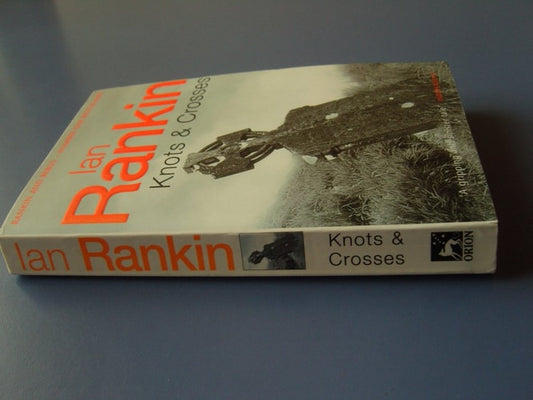 Ian
Rankin
Knots & Crosses
Ian Rankin
Knots &
Crosses
ORION